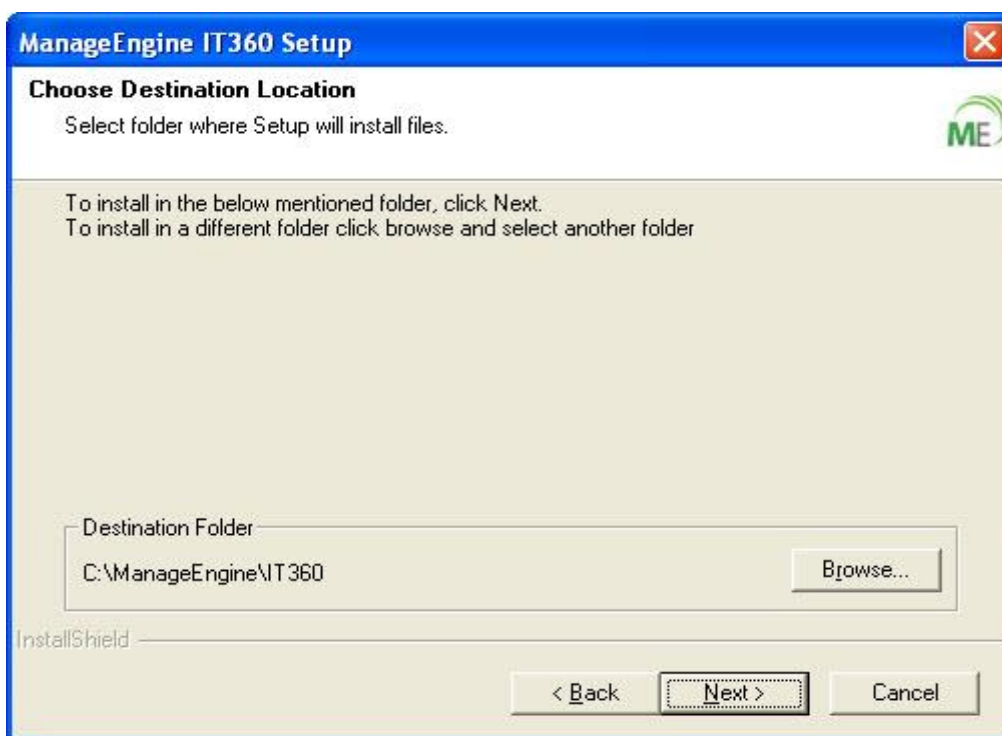 ManageEngine IT360 Setup
Choose Destination Location
Select folder where Setup will install files.
ME
To install in the below mentioned folder, click Next.
To install in a different folder click browse and select another folder
Destination Folder
C:\ManageEngine\IT360
Browse...
InstallShield
< Back
Next >
Cancel